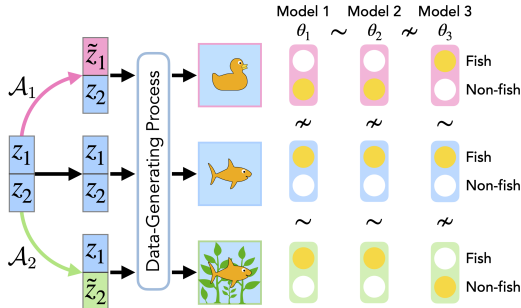 Model 1 Model 2 Model 3
θ₁ ~ θ₂ ≁ θ₃
𝒜₁
z̃₁
z₂
Fish
Non-fish
≁ ≁ ~
z₁
z₂
z₁
z₂
Data-Generating Process
Fish
Non-fish
~ ~ ≁
𝒜₂
z₁
z̃₂
Fish
Non-fish